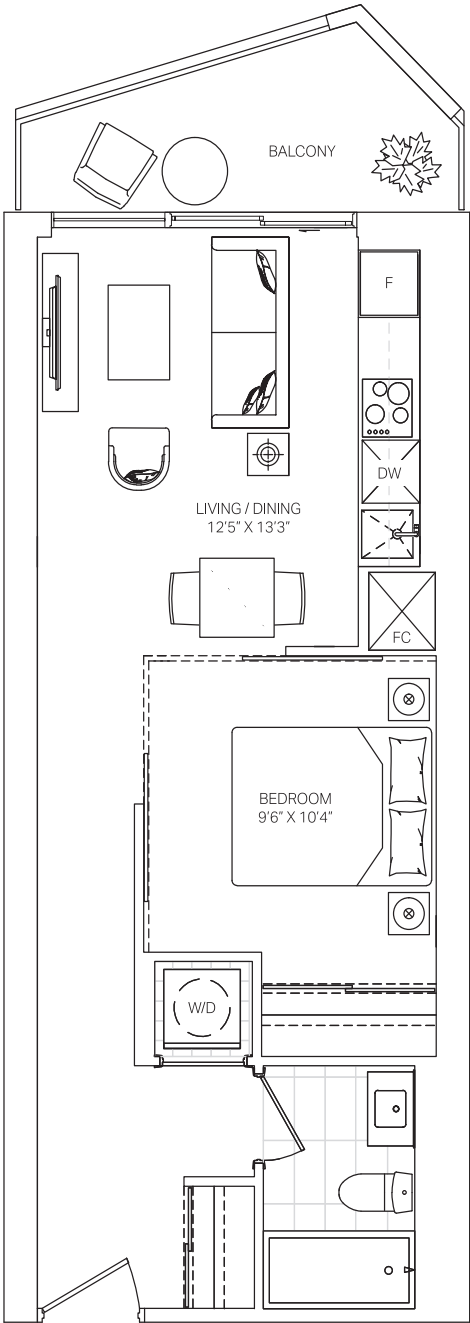 BALCONY
F
DW
LIVING / DINING
12'5" X 13'3"
FC
BEDROOM
9'6" X 10'4"
W/D